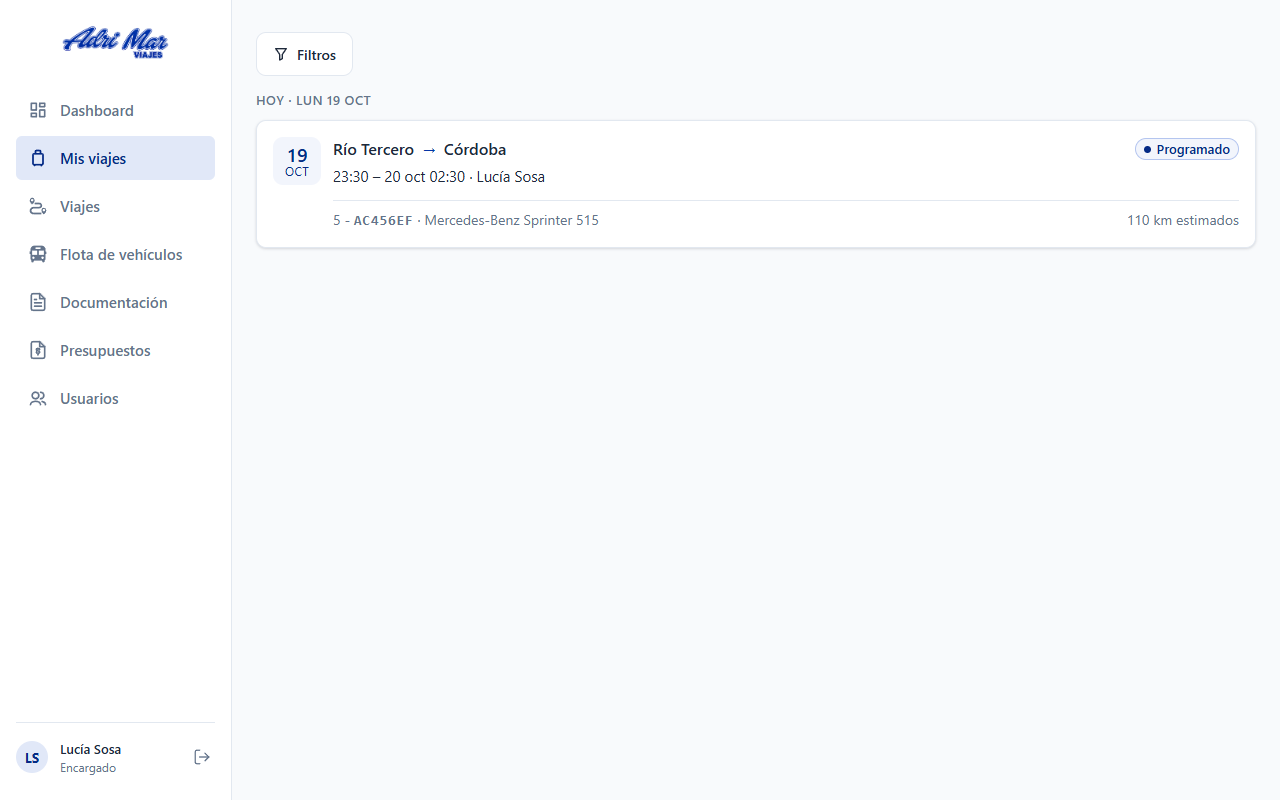 Adri Mar
VIAJES
Dashboard
Mis viajes
Viajes
Flota de vehículos
Documentación
Presupuestos
Usuarios
Lucía Sosa
LS
Encargado
Filtros
HOY · LUN 19 OCT
19
OCT
Río Tercero → Córdoba
Programado
23:30 – 20 oct 02:30 · Lucía Sosa
5 - AC456EF · Mercedes-Benz Sprinter 515
110 km estimados